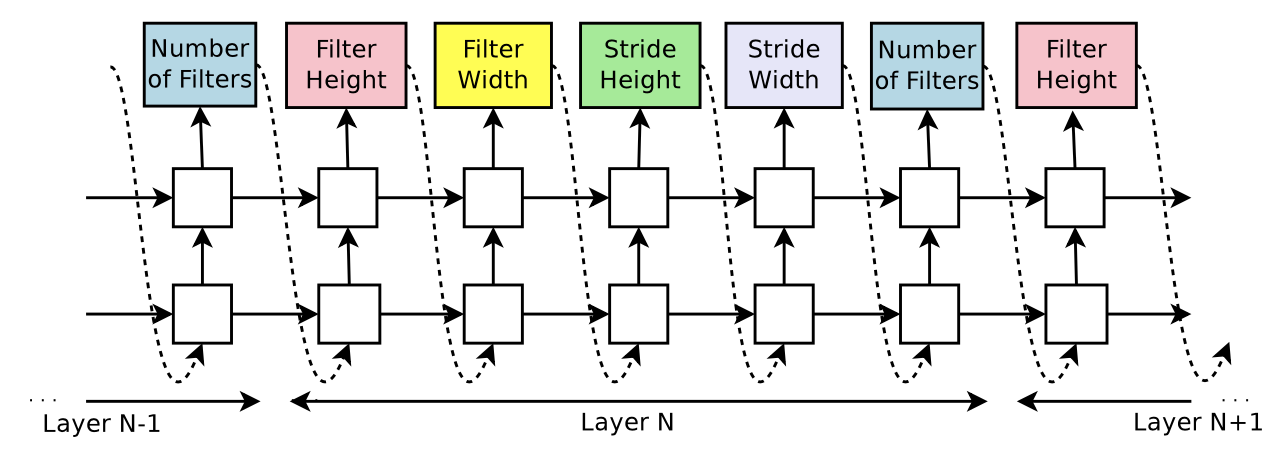 Number
of Filters
Filter
Height
Filter
Width
Stride
Height
Stride
Width
Number
of Filters
Filter
Height
. . .
Layer N-1
Layer N
. . .
Layer N+1